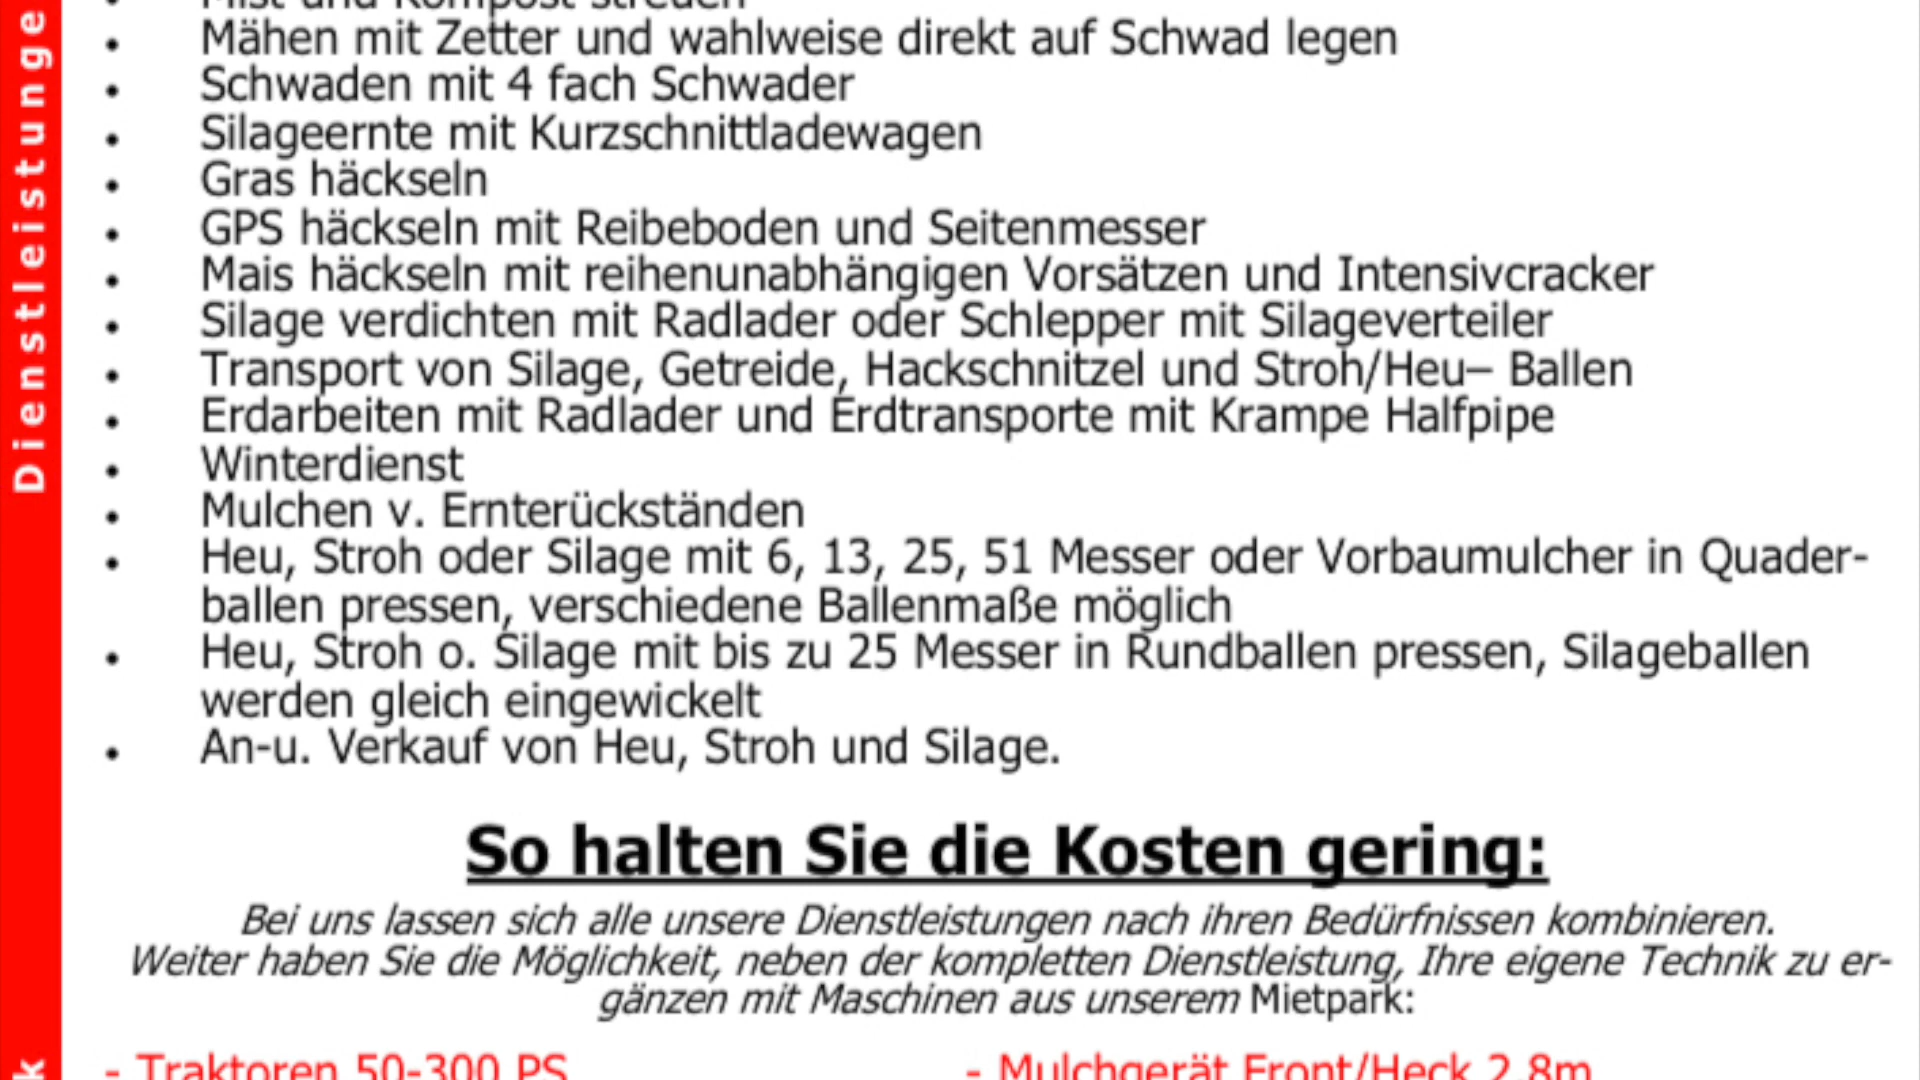 Mist und Kompost streuen
• Mähen mit Zetter und wahlweise direkt auf Schwad legen
• Schwaden mit 4 fach Schwader
• Silageernte mit Kurzschnittladewagen
• Gras häckseln
• GPS häckseln mit Reibeboden und Seitenmesser
• Mais häckseln mit reihenunabhängigen Vorsätzen und Intensivcracker
• Silage verdichten mit Radlader oder Schlepper mit Silageverteiler
• Transport von Silage, Getreide, Hackschnitzel und Stroh/Heu– Ballen
• Erdarbeiten mit Radlader und Erdtransporte mit Krampe Halfpipe
• Winterdienst
• Mulchen v. Ernterückständen
• Heu, Stroh oder Silage mit 6, 13, 25, 51 Messer oder Vorbaumulcher in Quader-
ballen pressen, verschiedene Ballenmaße möglich
• Heu, Stroh o. Silage mit bis zu 25 Messer in Rundballen pressen, Silageballen
werden gleich eingewickelt
• An-u. Verkauf von Heu, Stroh und Silage.
So halten Sie die Kosten gering:
Bei uns lassen sich alle unsere Dienstleistungen nach ihren Bedürfnissen kombinieren.
Weiter haben Sie die Möglichkeit, neben der kompletten Dienstleistung, Ihre eigene Technik zu er-
gänzen mit Maschinen aus unserem Mietpark:
- Traktoren 50-300 PS
- Mulchgerät Front/Heck 2,8m
Dienstleistunge
k